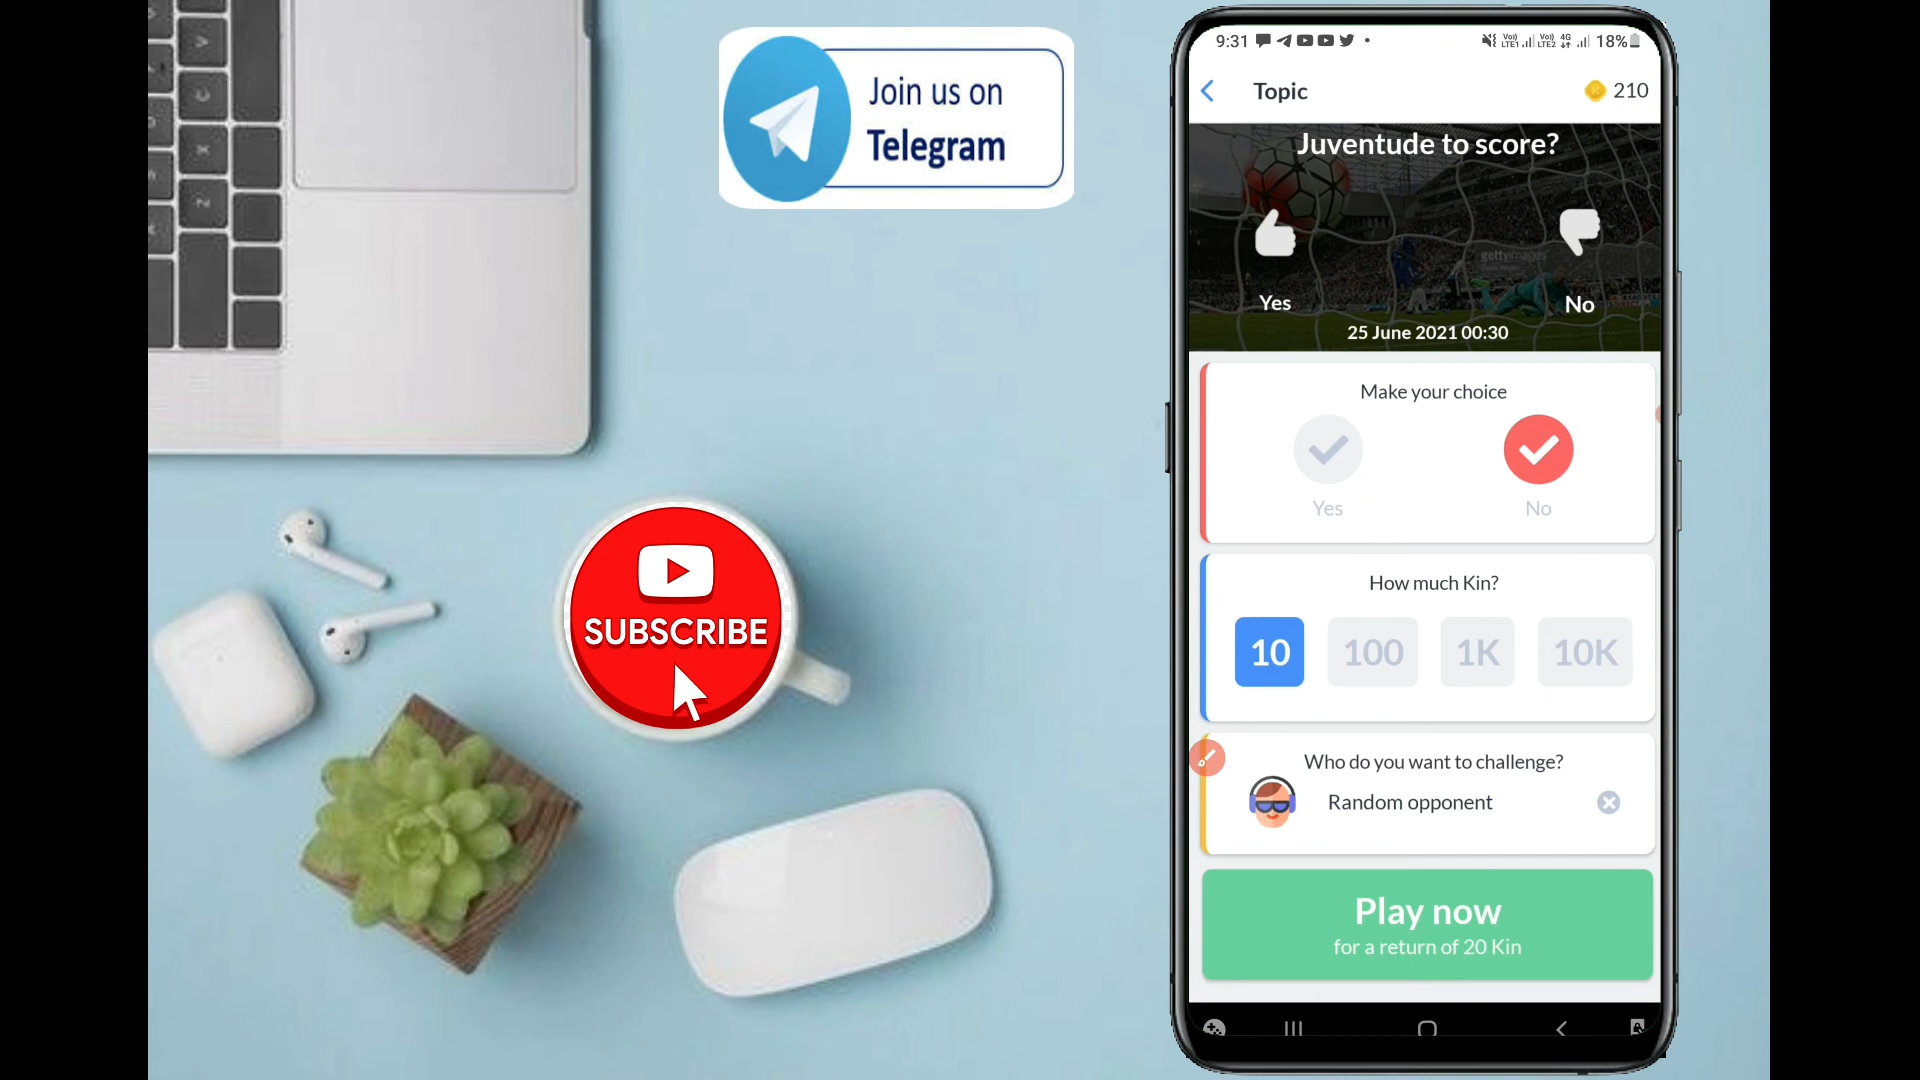 Join us on
Telegram
SUBSCRIBE
9:31
18%
Topic
210
Juventude to score?
gettyimages
Yes
No
25 June 2021 00:30
Make your choice
Yes
No
How much Kin?
10 100 1K 10K
Who do you want to challenge?
Random opponent
Play now
for a return of 20 Kin